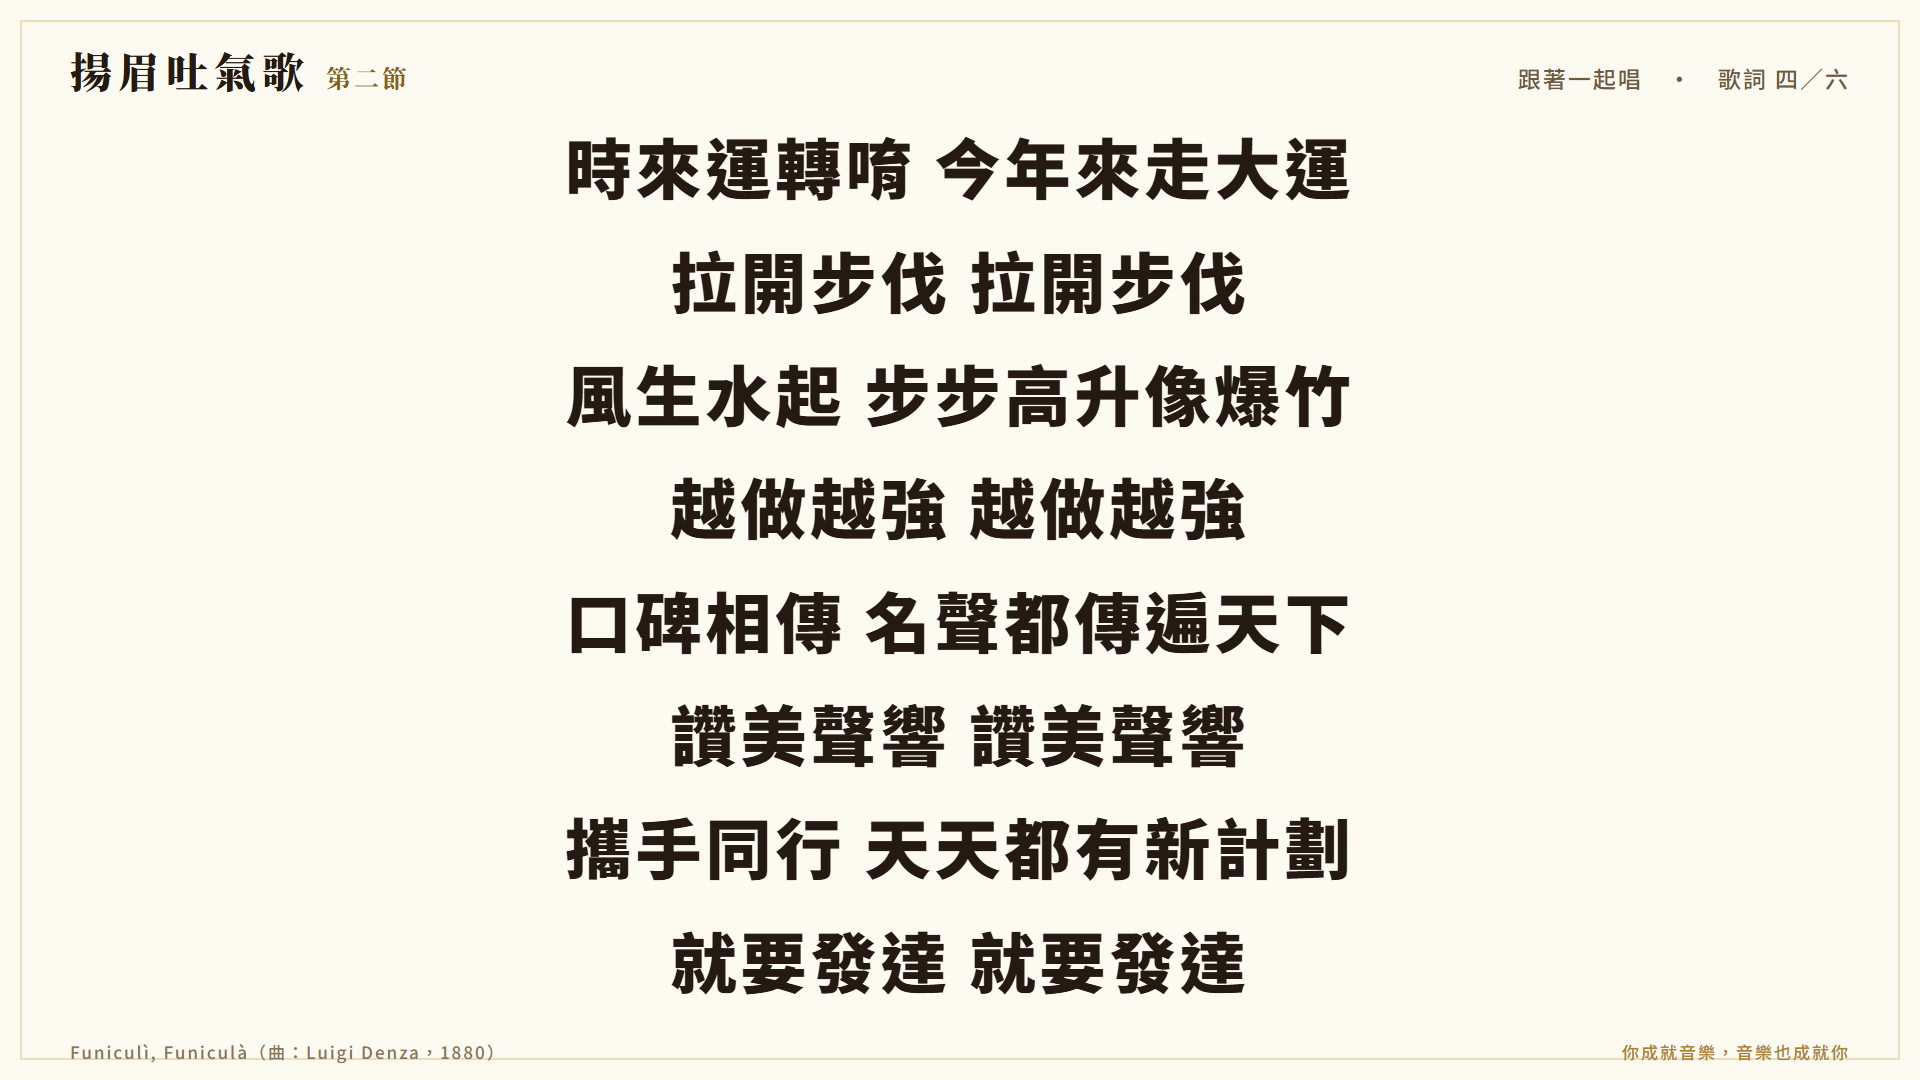 揚眉吐氣歌 第二節
跟著一起唱 ・ 歌詞 四／六
時來運轉唷 今年來走大運
拉開步伐 拉開步伐
風生水起 步步高升像爆竹
越做越強 越做越強
口碑相傳 名聲都傳遍天下
讚美聲響 讚美聲響
攜手同行 天天都有新計劃
就要發達 就要發達
Funiculì, Funiculà（曲：Luigi Denza，1880）
你成就音樂，音樂也成就你